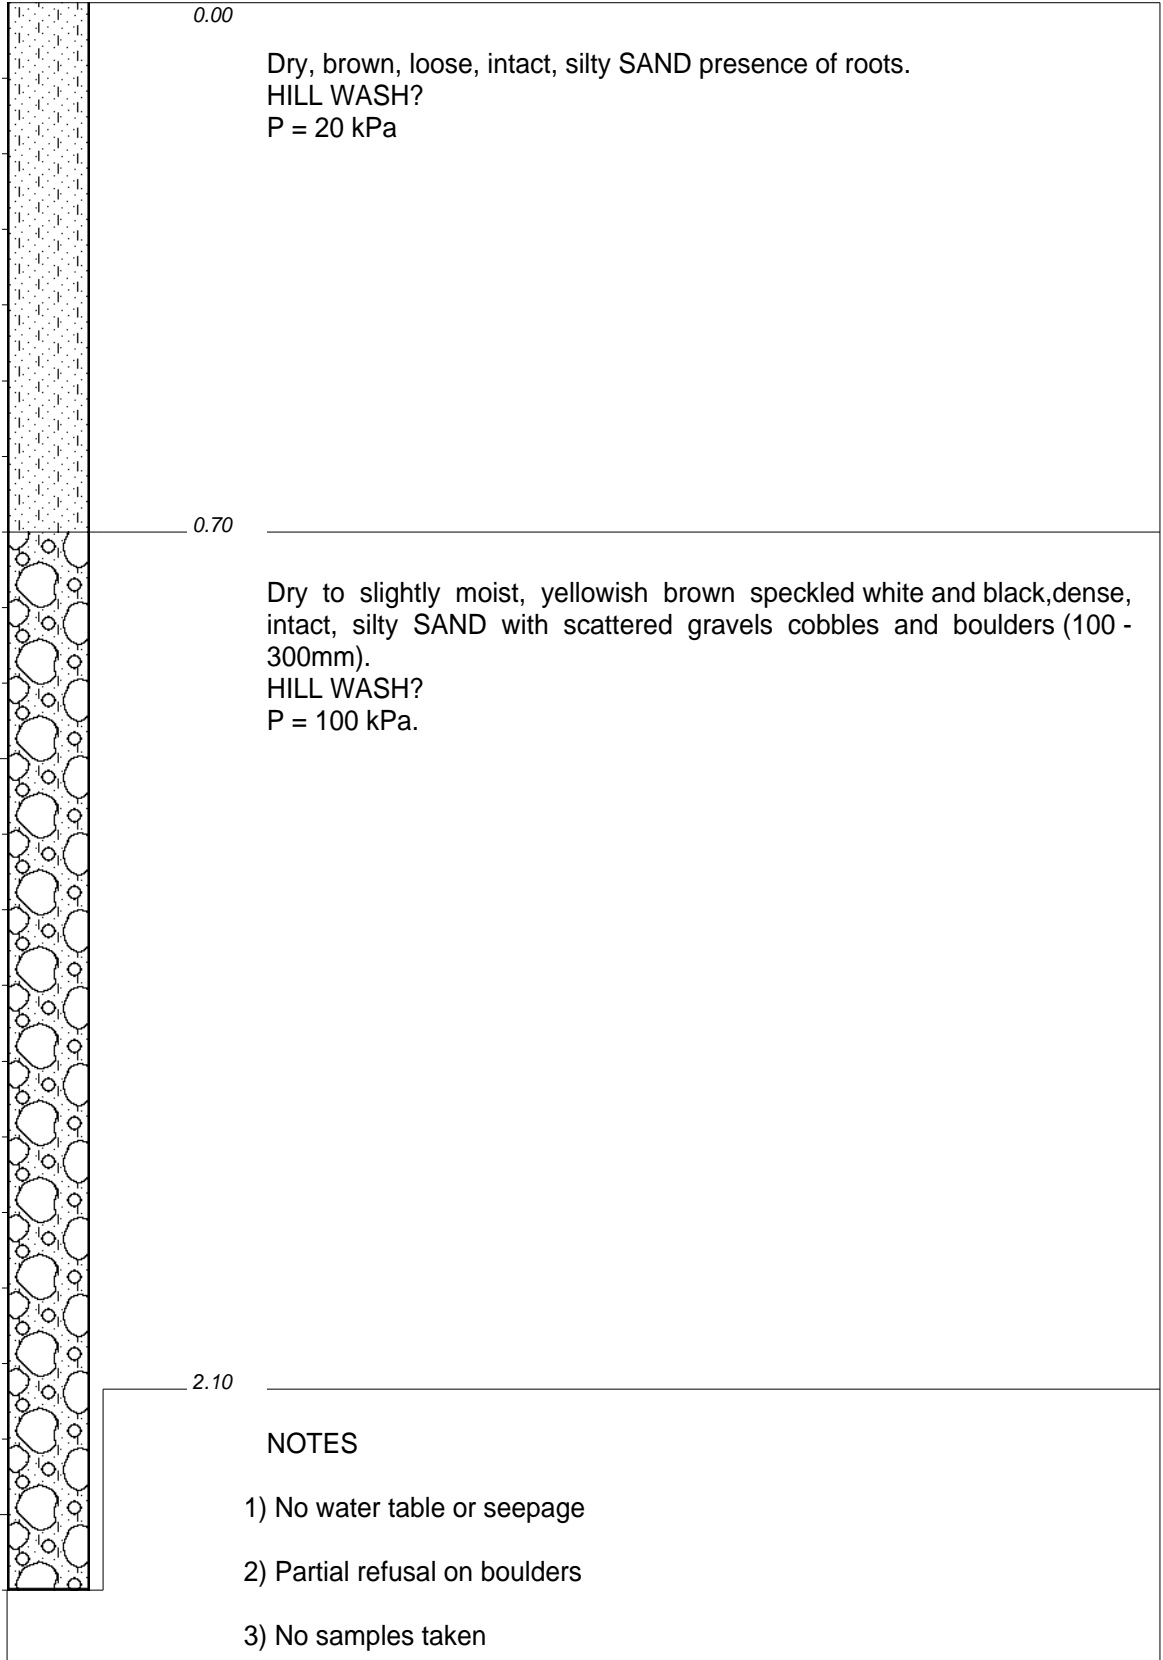 0.00
Dry, brown, loose, intact, silty SAND presence of roots.
HILL WASH?
P = 20 kPa
0.70
Dry to slightly moist, yellowish brown speckled white and black,dense,
intact, silty SAND with scattered gravels cobbles and boulders (100 -
300mm).
HILL WASH?
P = 100 kPa.
2.10
NOTES
1) No water table or seepage
2) Partial refusal on boulders
3) No samples taken